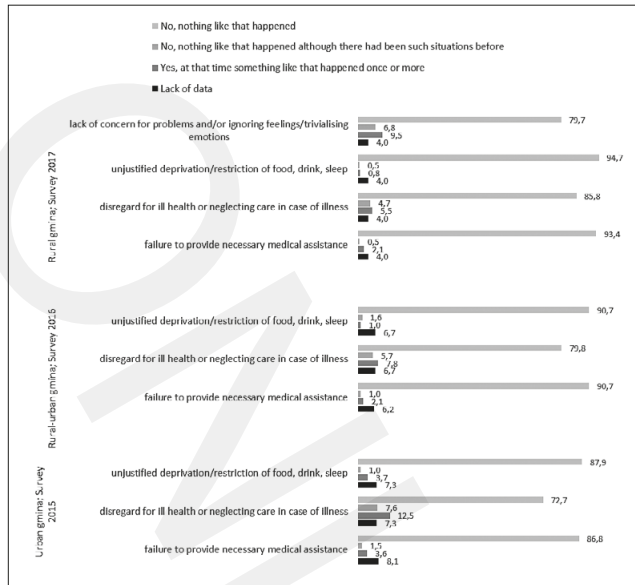 No, nothing like that happened
No, nothing like that happened although there had been such situations before
Yes, at that time something like that happened once or more
Lack of data
Rural gmina; Survey 2017
lack of concern for problems and/or ignoring feelings/trivialising
emotions
79,7
6,8
9,5
4,0
unjustified deprivation/restriction of food, drink, sleep
94,7
0,5
0,8
4,0
disregard for ill health or neglecting care in case of illness
85,8
4,7
5,5
4,0
failure to provide necessary medical assistance
93,4
0,5
2,1
4,0
Rural-urban gmina; Survey 2016
unjustified deprivation/restriction of food, drink, sleep
90,7
1,6
1,0
6,7
disregard for ill health or neglecting care in case of illness
79,8
5,7
7,8
6,7
failure to provide necessary medical assistance
90,7
1,0
2,1
6,2
Urban gmina; Survey
2015
unjustified deprivation/restriction of food, drink, sleep
87,9
1,0
3,7
7,3
disregard for ill health or neglecting care in case of illness
72,7
7,6
12,5
7,3
failure to provide necessary medical assistance
86,8
1,5
3,6
8,1